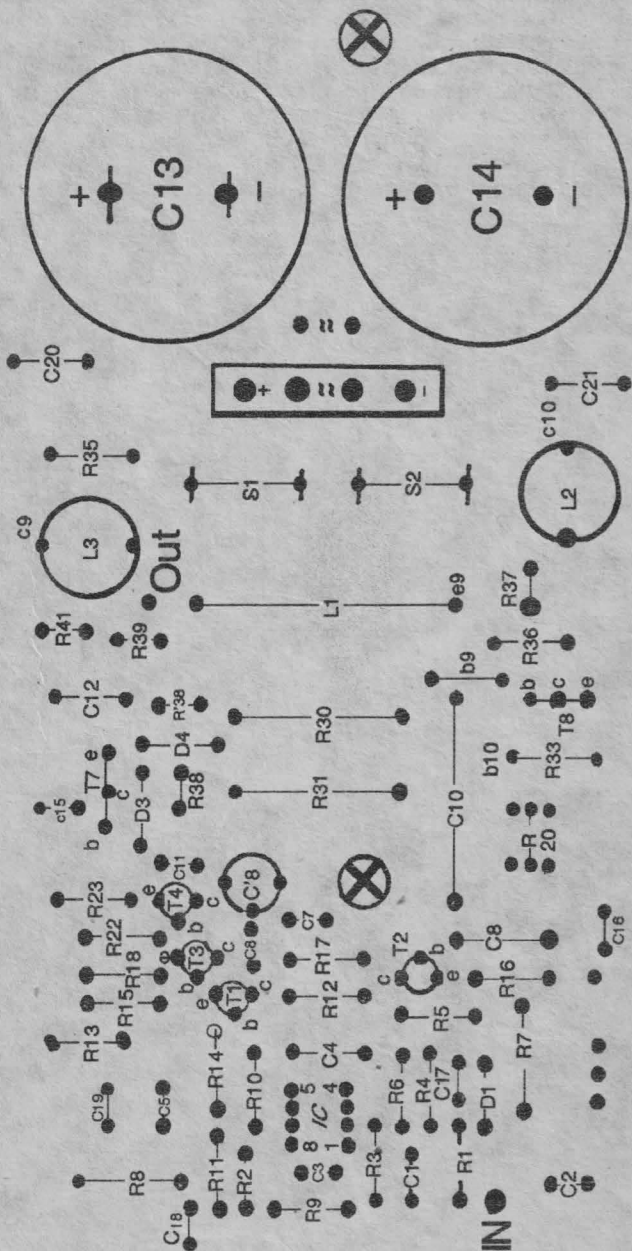 + C13 −
+ C14 −
≈
C20
+ ≈ −
C21
c10
R35
S1
S2
c9
L3
L2
Out
L1
e9
R37
R41
R39
R36
b9
C12
R'38
R30
b c e
T8
D4
e
T7
c
b
c15
D3
R38
R31
C10
b10
R33
R 20
C11
R23
e
T4
c
b
C'8
R22
e
T3
c
b
C8
C7
R17
T2
b
c
e
C8
C16
R18
R15
e
T1
c
b
R12
R5
R16
R13
R14
R10
C4
R6
R4
C17
D1
R7
C19
C5
5 4
IC
8 1
R8
R11
R2
C3
R3
C1
R1
C18
R9
IN
C2